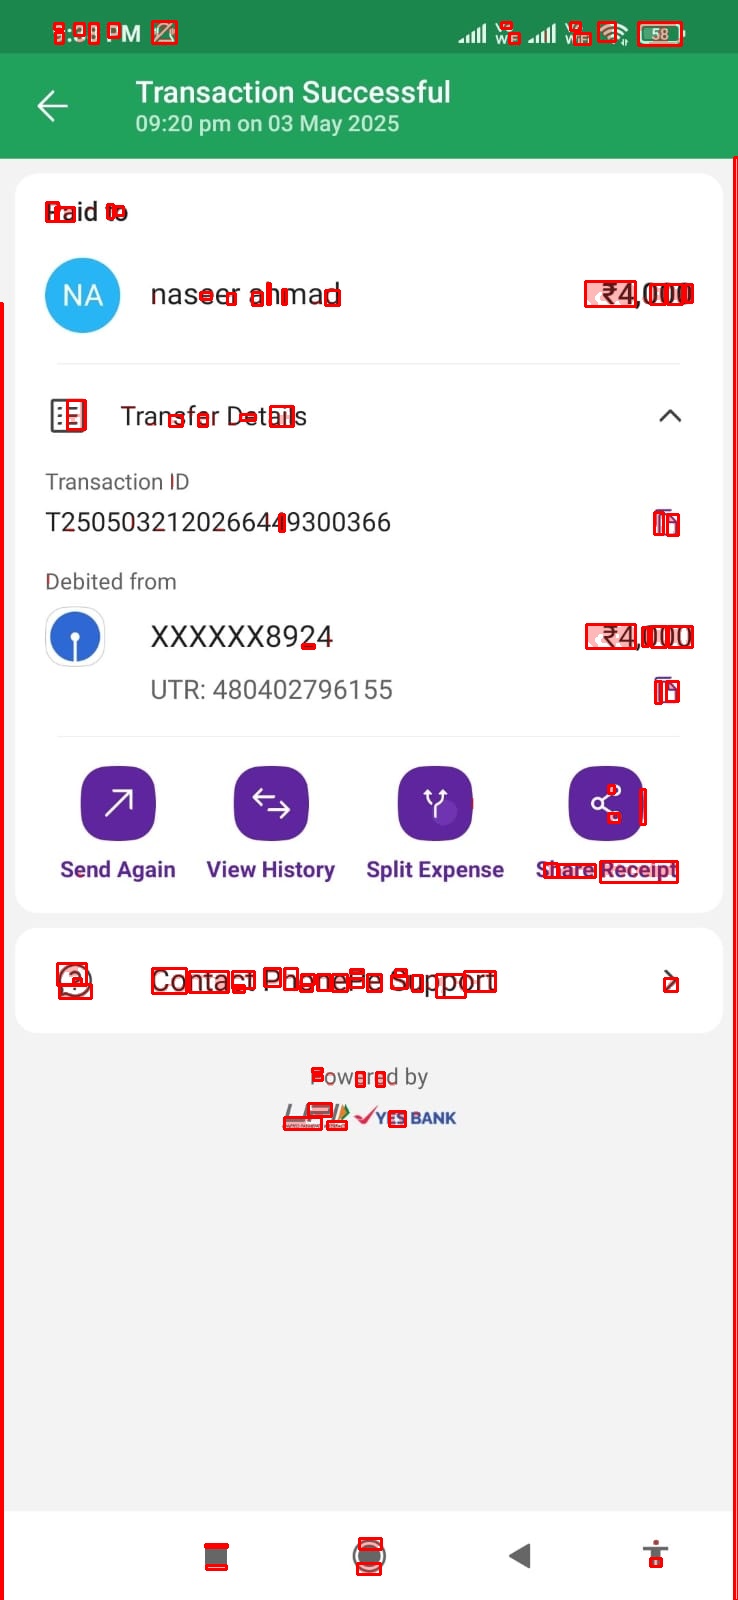 PM
58
Transaction Successful
09:20 pm on 03 May 2025
Paid to
NA
naseer ahmad
₹4,000
Transfer Details
Transaction ID
T2505032120266449300366
Debited from
XXXXXX8924
₹4,000
UTR: 480402796155
Send Again
View History
Split Expense
Share Receipt
Contact PhonePe Support
Powered by
YES BANK